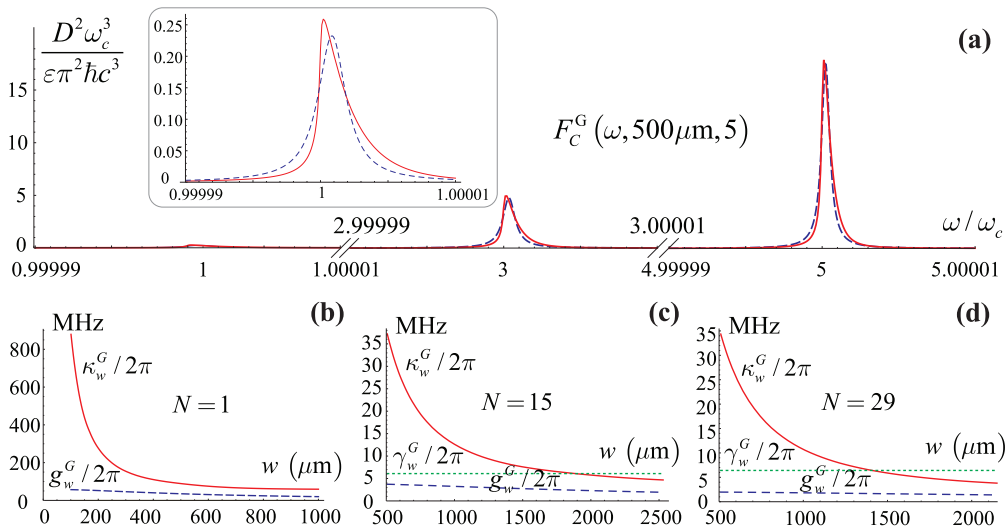 D²ω_c³ / επ²ħc³
(a)
0.25
0.20
0.15
0.10
0.05
0
0.99999 1 1.00001
15
10
5
0
F_C^G (ω, 500μm, 5)
2.99999 3.00001 ω/ω_c
0.99999 1 1.00001 3 4.99999 5 5.00001
MHz (b)
800
600
400
200
0
κ_w^G/2π
N = 1
g_w^G/2π
w (μm)
0 200 400 600 800 1000
MHz (c)
35
30
25
20
15
10
5
0
κ_w^G/2π
N = 15
γ_w^G/2π
g_w^G/2π
w (μm)
500 1000 1500 2000 2500
MHz (d)
35
30
25
20
15
10
5
0
κ_w^G/2π
N = 29
γ_w^G/2π
g_w^G/2π
w (μm)
500 1000 1500 2000